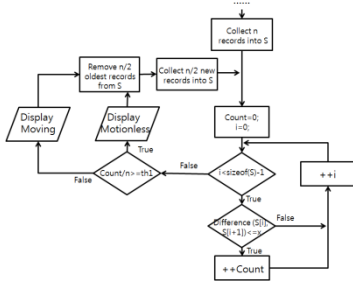 ......
Collect n
records into S
Remove n/2
oldest records
from S
Collect n/2 new
records into S
Display
Moving
Display
Motionless
Count=0;
i=0;
True
Count/n>=th1
False
False
i<sizeof(S)-1
++i
True
Difference (S[i],
S[i+1])<=x
False
True
++Count